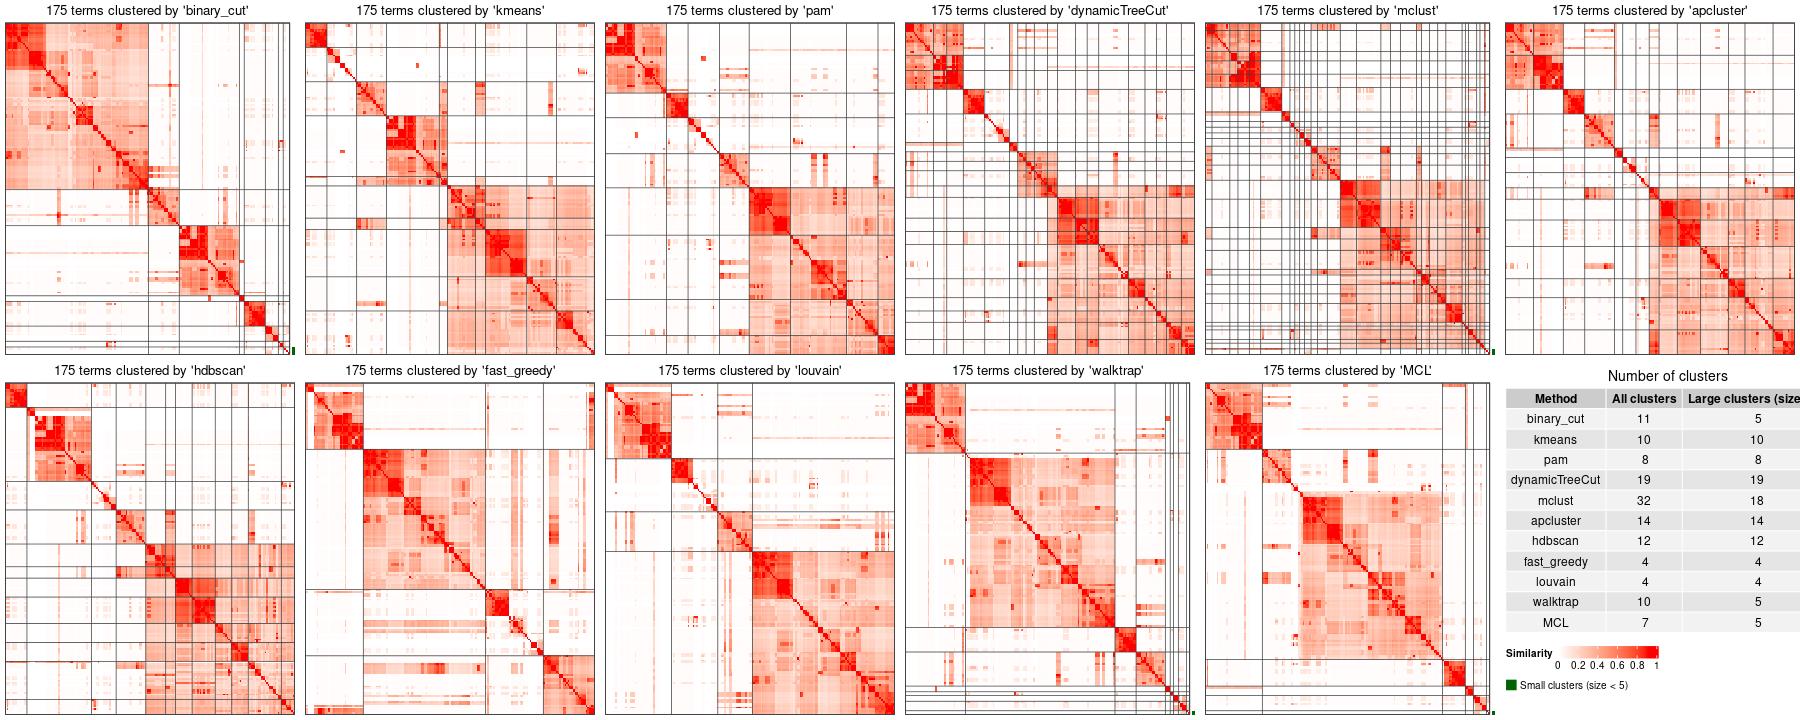 175 terms clustered by 'binary_cut'
175 terms clustered by 'kmeans'
175 terms clustered by 'pam'
175 terms clustered by 'dynamicTreeCut'
175 terms clustered by 'mclust'
175 terms clustered by 'apcluster'
175 terms clustered by 'hdbscan'
175 terms clustered by 'fast_greedy'
175 terms clustered by 'louvain'
175 terms clustered by 'walktrap'
175 terms clustered by 'MCL'
Number of clusters
Method All clusters Large clusters (size
binary_cut 11 5
kmeans 10 10
pam 8 8
dynamicTreeCut 19 19
mclust 32 18
apcluster 14 14
hdbscan 12 12
fast_greedy 4 4
louvain 4 4
walktrap 10 5
MCL 7 5
Similarity
0 0.2 0.4 0.6 0.8 1
Small clusters (size < 5)